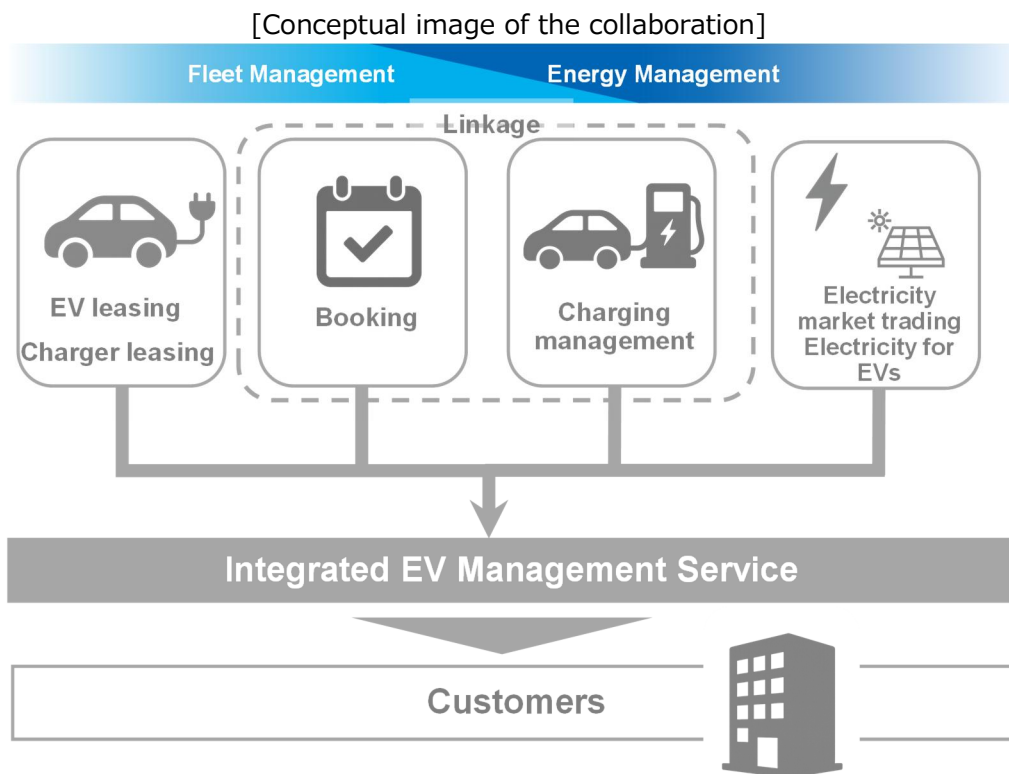 [Conceptual image of the collaboration]
Fleet Management
Energy Management
Linkage
EV leasing
Charger leasing
Booking
Charging
management
Electricity
market trading
Electricity for
EVs
Integrated EV Management Service
Customers